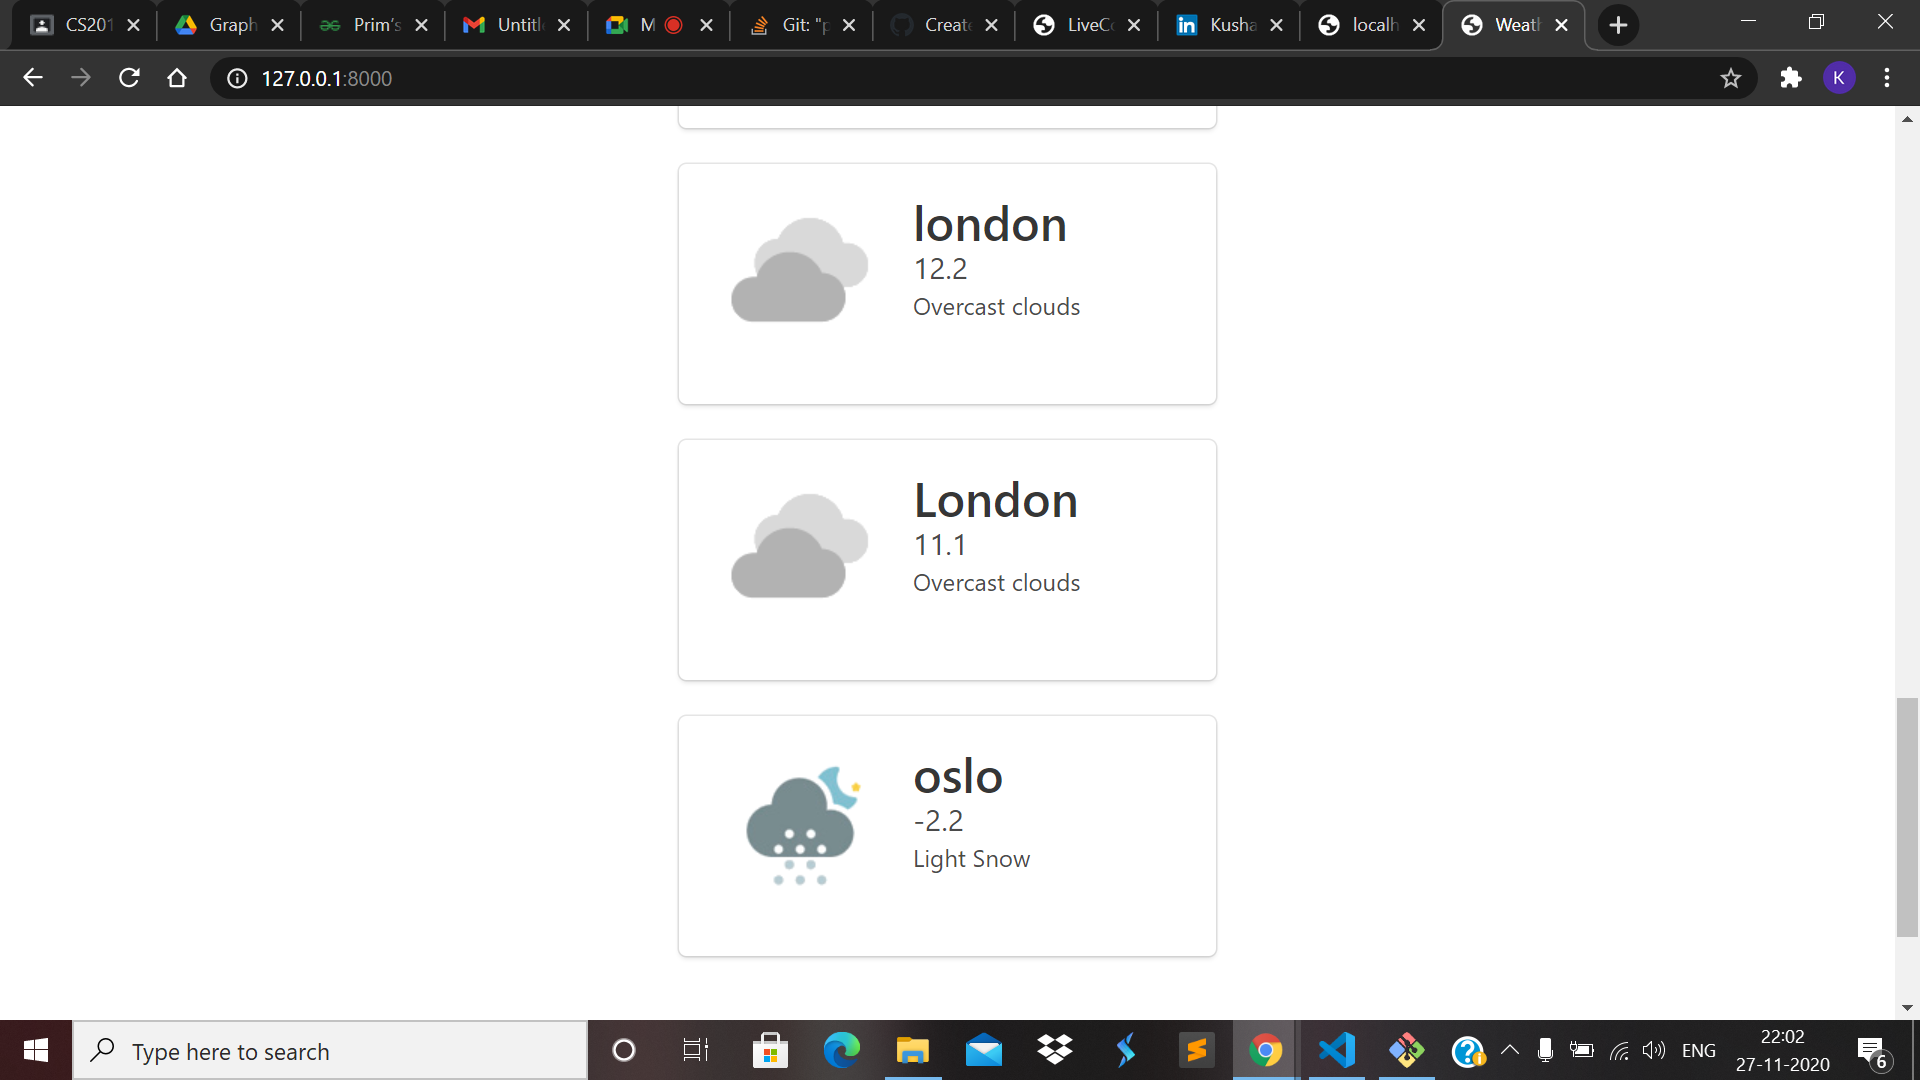 CS201 Graph Prim's Untitl M Git: "p Create LiveCo Kusha localh Weath
127.0.0.1:8000 K
london
12.2
Overcast clouds
London
11.1
Overcast clouds
oslo
-2.2
Light Snow
Type here to search
ENG
22:02
27-11-2020
6